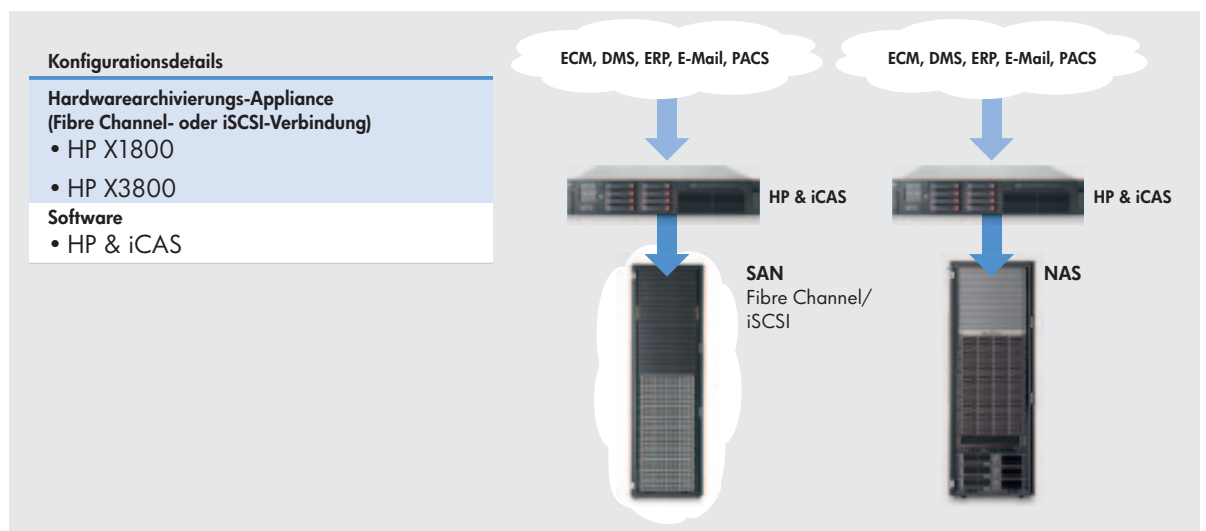 Konfigurationsdetails
Hardwarearchivierungs-Appliance
(Fibre Channel- oder iSCSI-Verbindung)
• HP X1800
• HP X3800
Software
• HP & iCAS
ECM, DMS, ERP, E-Mail, PACS
HP & iCAS
SAN
Fibre Channel/
iSCSI
ECM, DMS, ERP, E-Mail, PACS
HP & iCAS
NAS